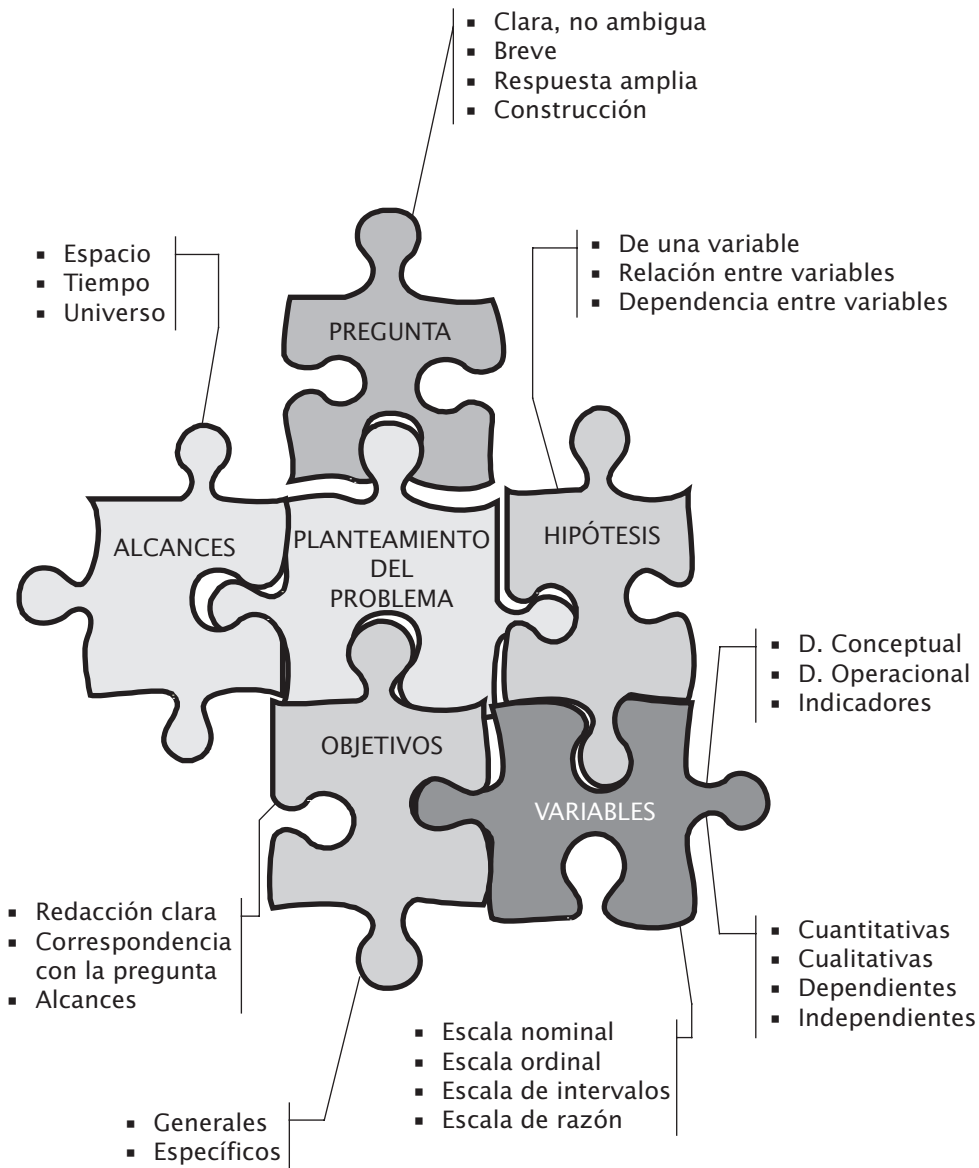 ▪ Clara, no ambigua
▪ Breve
▪ Respuesta amplia
▪ Construcción
▪ Espacio
▪ Tiempo
▪ Universo
▪ De una variable
▪ Relación entre variables
▪ Dependencia entre variables
PREGUNTA
ALCANCES
PLANTEAMIENTO
DEL
PROBLEMA
HIPÓTESIS
▪ D. Conceptual
▪ D. Operacional
▪ Indicadores
OBJETIVOS
VARIABLES
▪ Redacción clara
▪ Correspondencia
con la pregunta
▪ Alcances
▪ Cuantitativas
▪ Cualitativas
▪ Dependientes
▪ Independientes
▪ Escala nominal
▪ Escala ordinal
▪ Escala de intervalos
▪ Escala de razón
▪ Generales
▪ Específicos